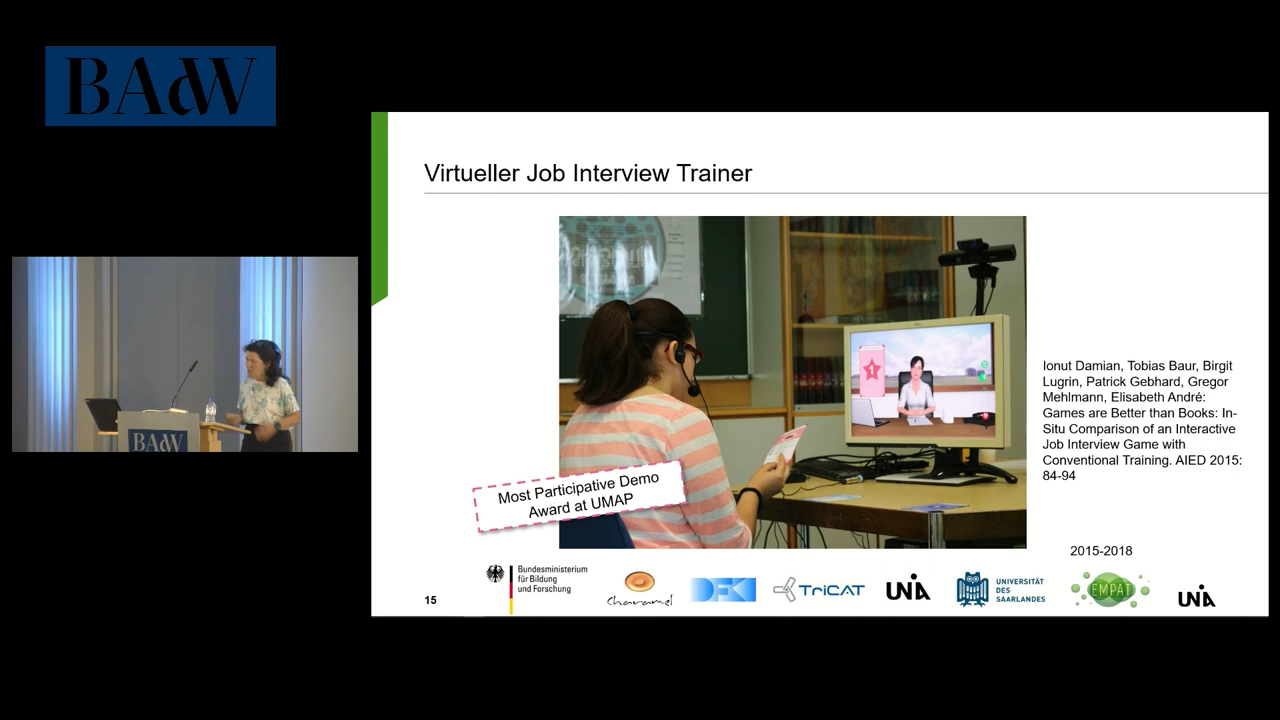 BAdW
Virtueller Job Interview Trainer
1
Ionut Damian, Tobias Baur, Birgit
Lugrin, Patrick Gebhard, Gregor
Mehlmann, Elisabeth André:
Games are Better than Books: In-
Situ Comparison of an Interactive
Job Interview Game with
Conventional Training. AIED 2015:
84-94
Most Participative Demo
Award at UMAP
BAdW
2015-2018
15
Bundesministerium
für Bildung
und Forschung
Charamel
DFKI
TriCAT
UNIA
UNIVERSITÄT
DES
SAARLANDES
EMPAT
UNIA